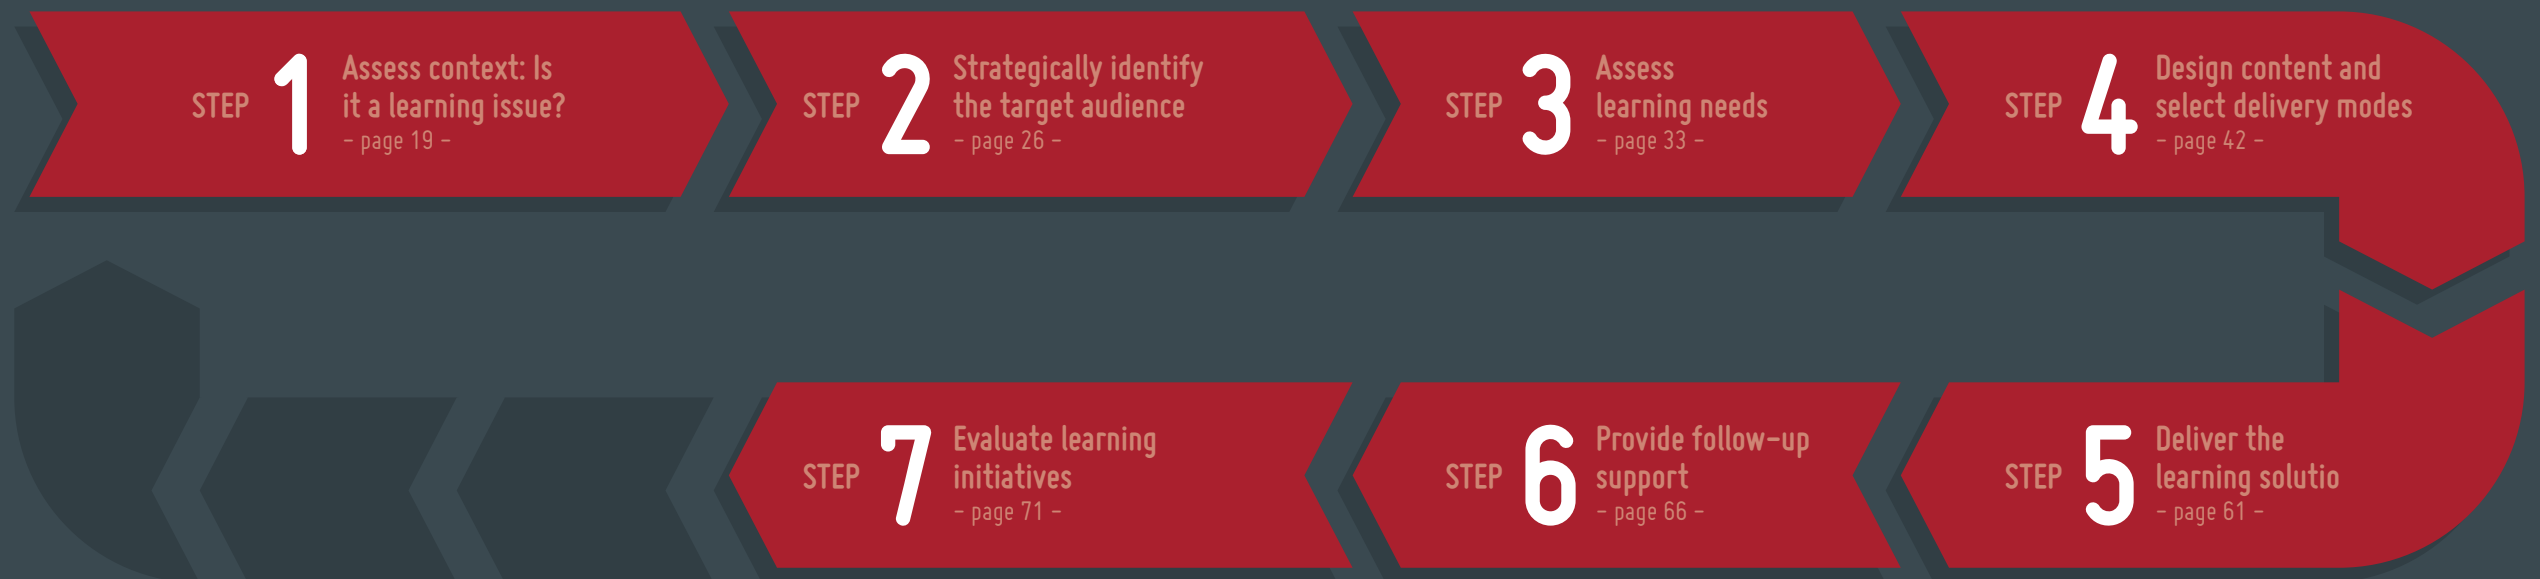 STEP 1
Assess context: Is
it a learning issue?
– page 19 –
STEP 2
Strategically identify
the target audience
– page 26 –
STEP 3
Assess
learning needs
– page 33 –
STEP 4
Design content and
select delivery modes
– page 42 –
STEP 5
Deliver the
learning solutio
– page 61 –
STEP 6
Provide follow-up
support
– page 66 –
STEP 7
Evaluate learning
initiatives
– page 71 –